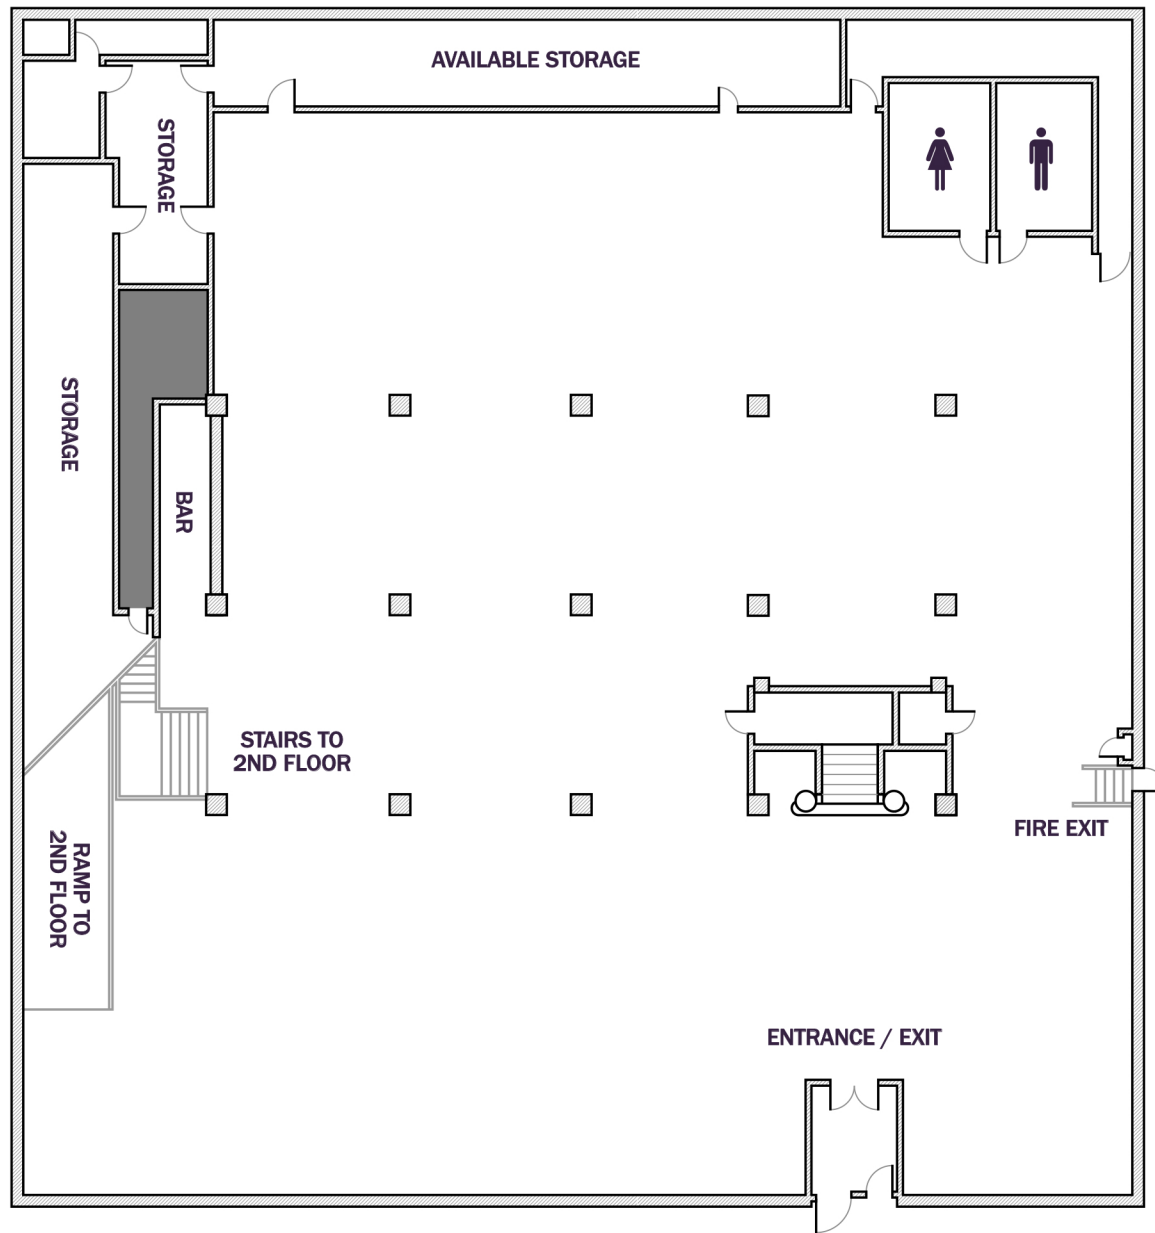 AVAILABLE STORAGE
STORAGE
STORAGE
BAR
STAIRS TO
2ND FLOOR
FIRE EXIT
RAMP TO
2ND FLOOR
ENTRANCE / EXIT